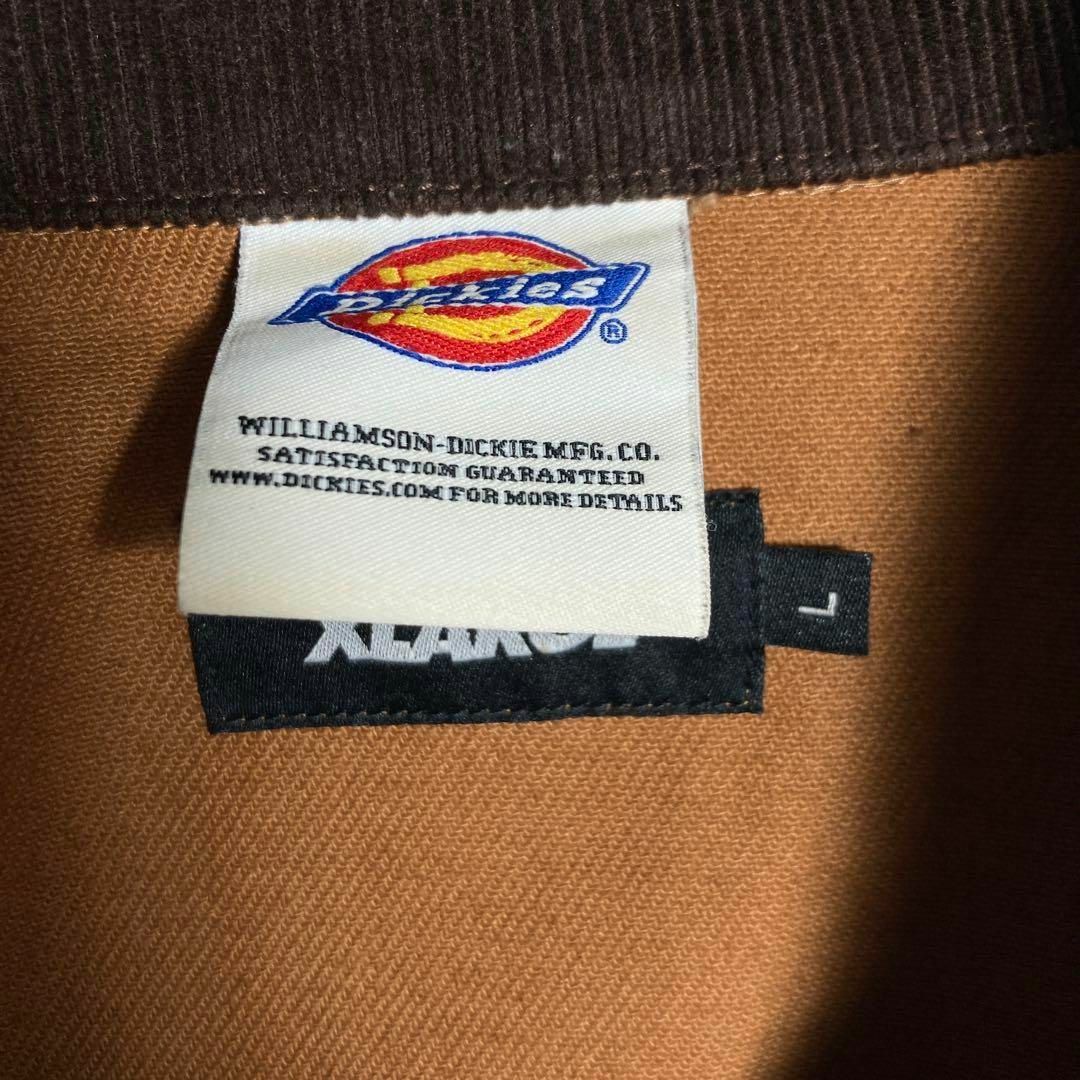 Dickies
®
WILLIAMSON-DICKIE MFG. CO.
SATISFACTION GUARANTEED
WWW.DICKIES.COM FOR MORE DETAILS
XLARGE
L